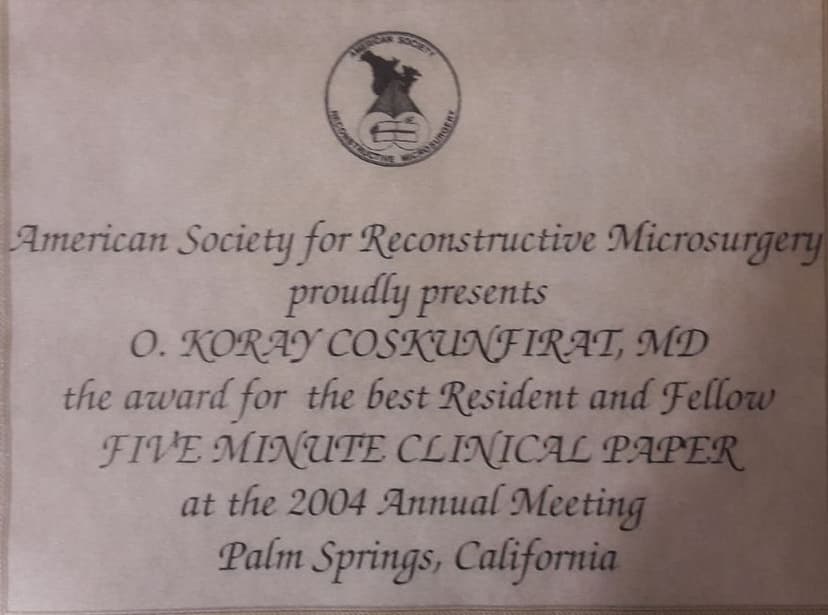 AMERICAN SOCIETY
RECONSTRUCTIVE MICROSURGERY
American Society for Reconstructive Microsurgery
proudly presents
O. KORAY COSKUNFIRAT, MD
the award for the best Resident and Fellow
FIVE MINUTE CLINICAL PAPER
at the 2004 Annual Meeting
Palm Springs, California